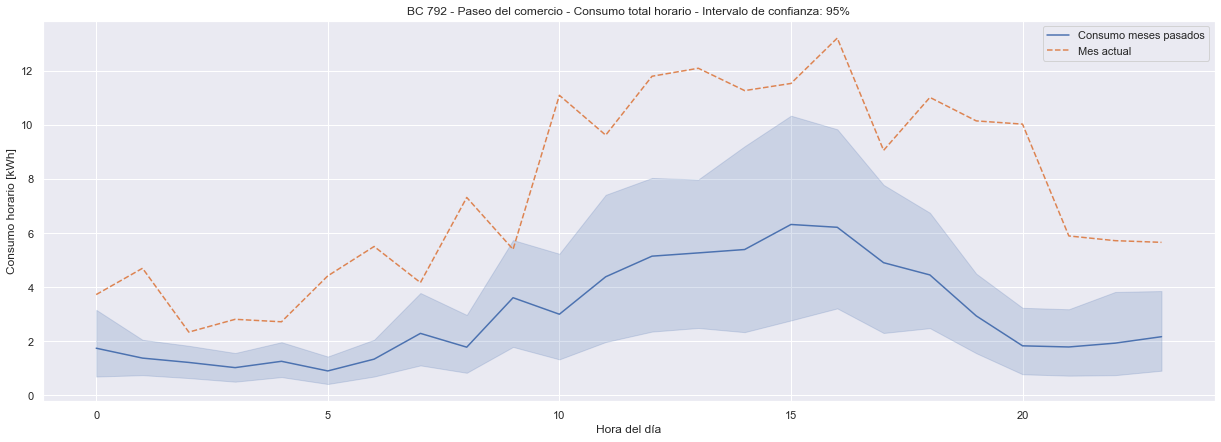 BC 792 - Paseo del comercio - Consumo total horario - Intervalo de confianza: 95%
Consumo meses pasados
Mes actual
Consumo horario [kWh]
12
10
8
6
4
2
0
0
5
10
15
20
Hora del día